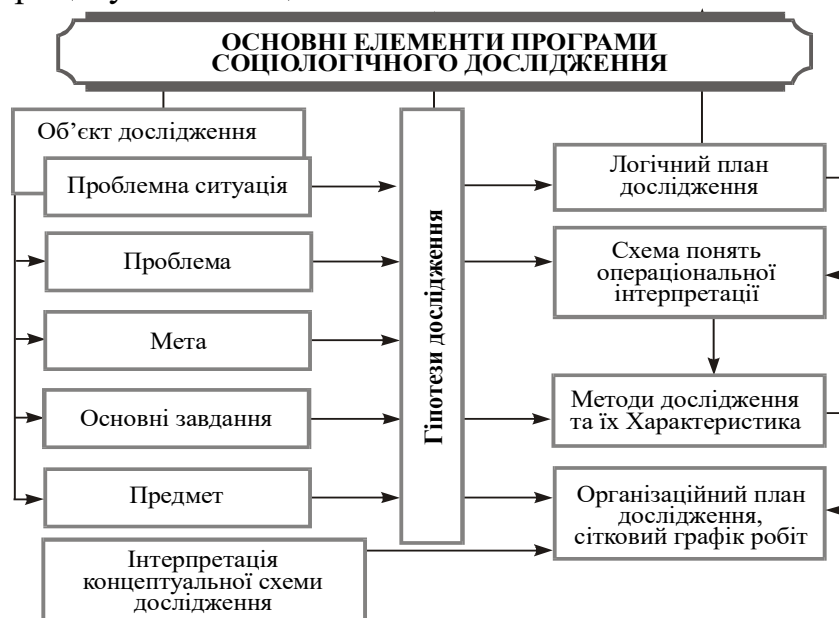 ОСНОВНІ ЕЛЕМЕНТИ ПРОГРАМИ
СОЦІОЛОГІЧНОГО ДОСЛІДЖЕННЯ
Об’єкт дослідження
Проблемна ситуація
Проблема
Мета
Основні завдання
Предмет
Інтерпретація
концептуальної схеми
дослідження
Гіпотези дослідження
Логічний план
дослідження
Схема понять
операціональної
інтерпретації
Методи дослідження
та їх Характеристика
Організаційний план
дослідження,
сітковий графік робіт